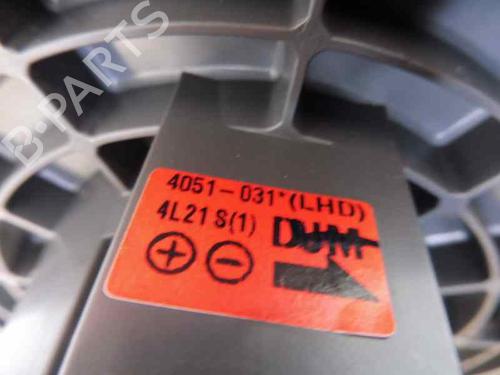 B-PARTS
4051-031*(LHD)
4L21 S(1)
DUM
+ -